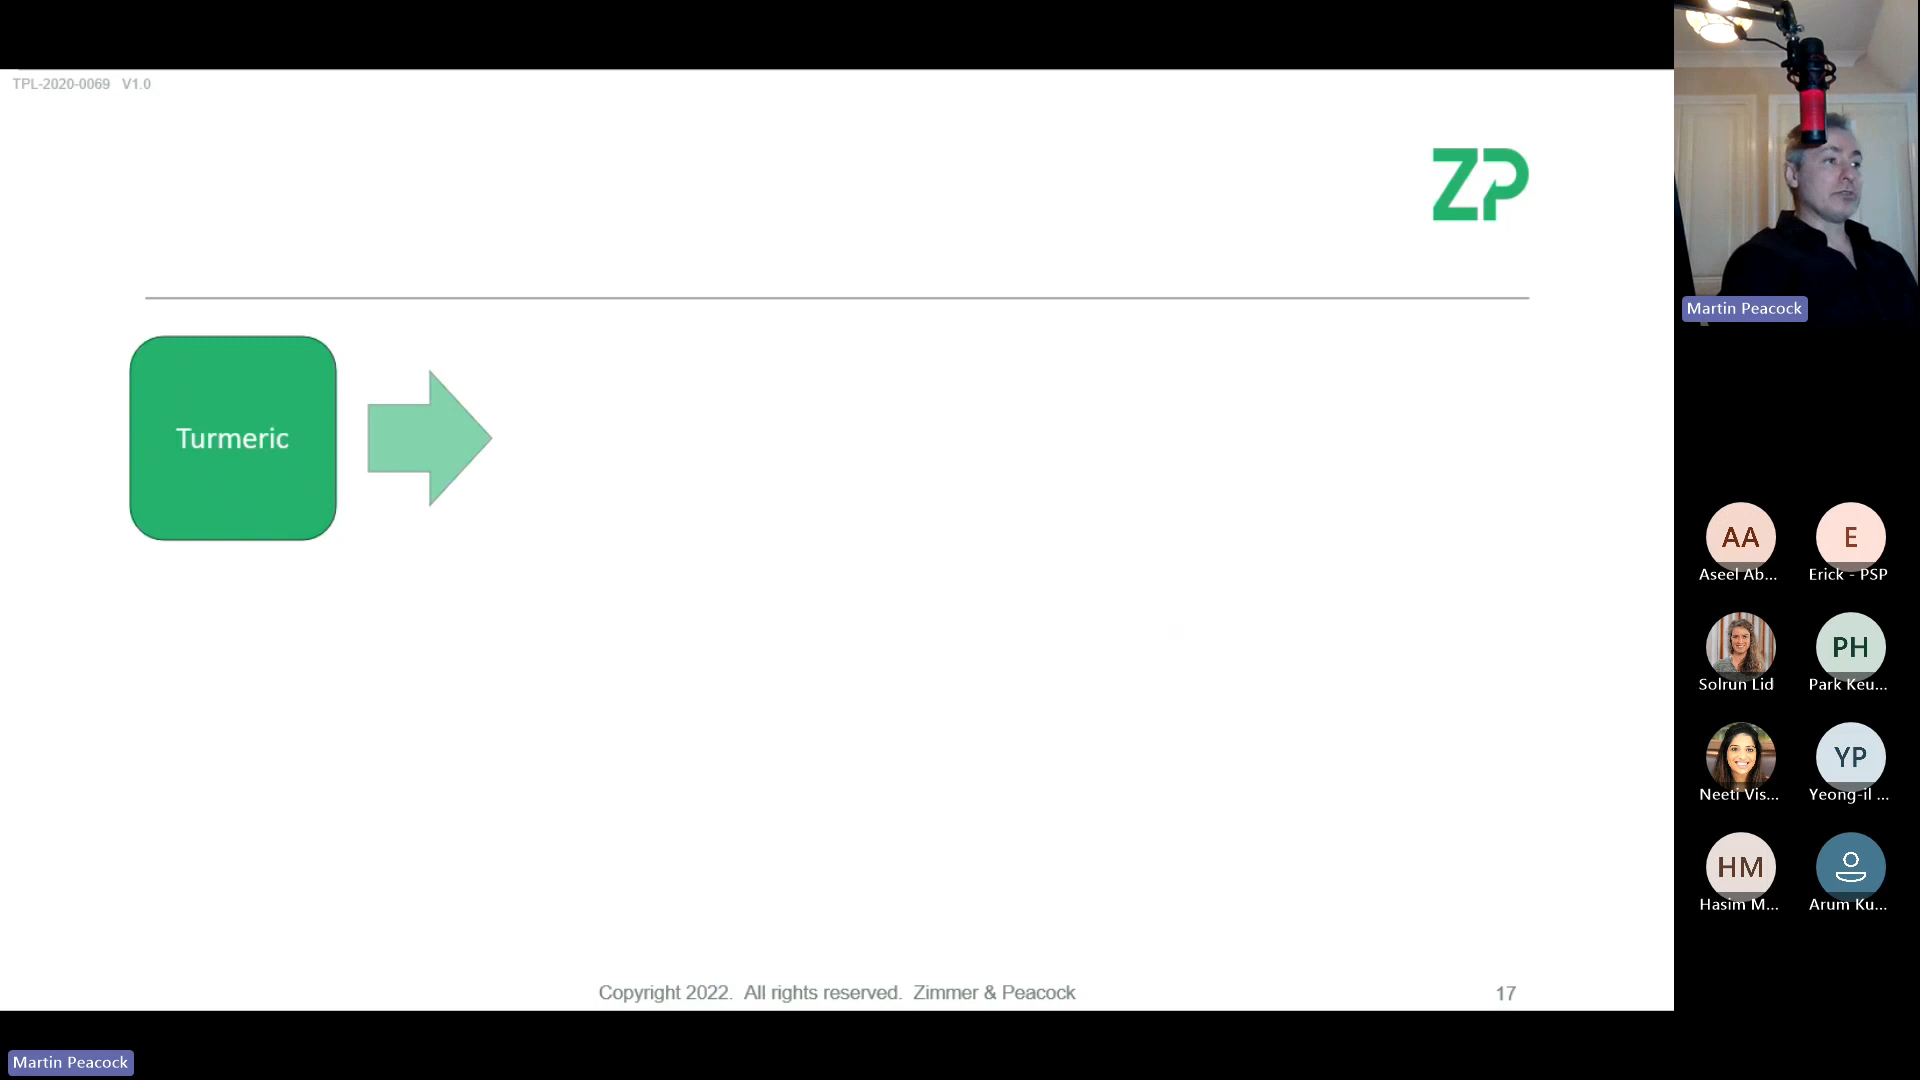 TPL-2020-0069 V1.0
ZP
Turmeric
Copyright 2022. All rights reserved. Zimmer & Peacock
17
Martin Peacock
Martin Peacock
AA
Aseel Ab...
E
Erick - PSP
Solrun Lid
PH
Park Keu...
Neeti Vis...
YP
Yeong-il ...
HM
Hasim M...
Arum Ku...